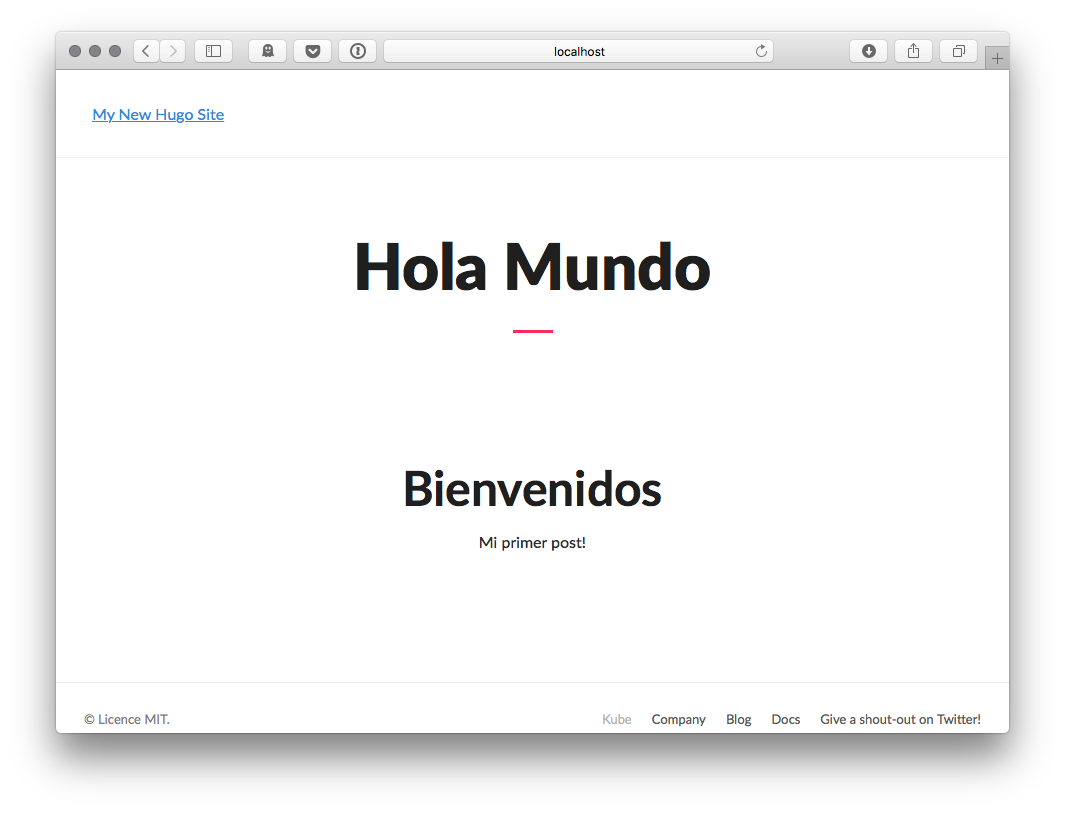 localhost
My New Hugo Site
Hola Mundo
Bienvenidos
Mi primer post!
© Licence MIT. Kube Company Blog Docs Give a shout-out on Twitter!